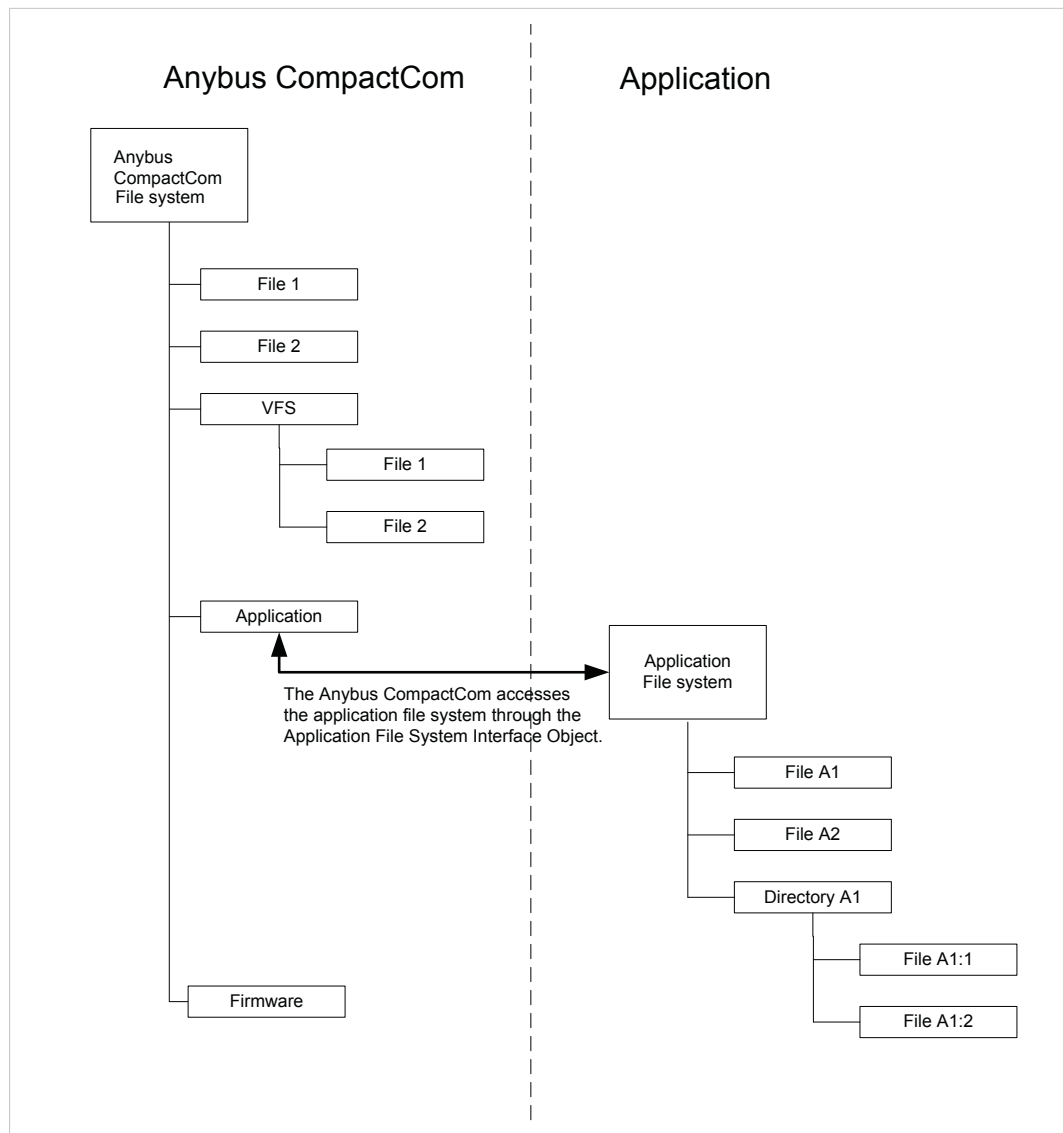 Anybus CompactCom
Application
Anybus
CompactCom
File system
File 1
File 2
VFS
File 1
File 2
Application
The Anybus CompactCom accesses
the application file system through the
Application File System Interface Object.
Application
File system
File A1
File A2
Directory A1
File A1:1
File A1:2
Firmware